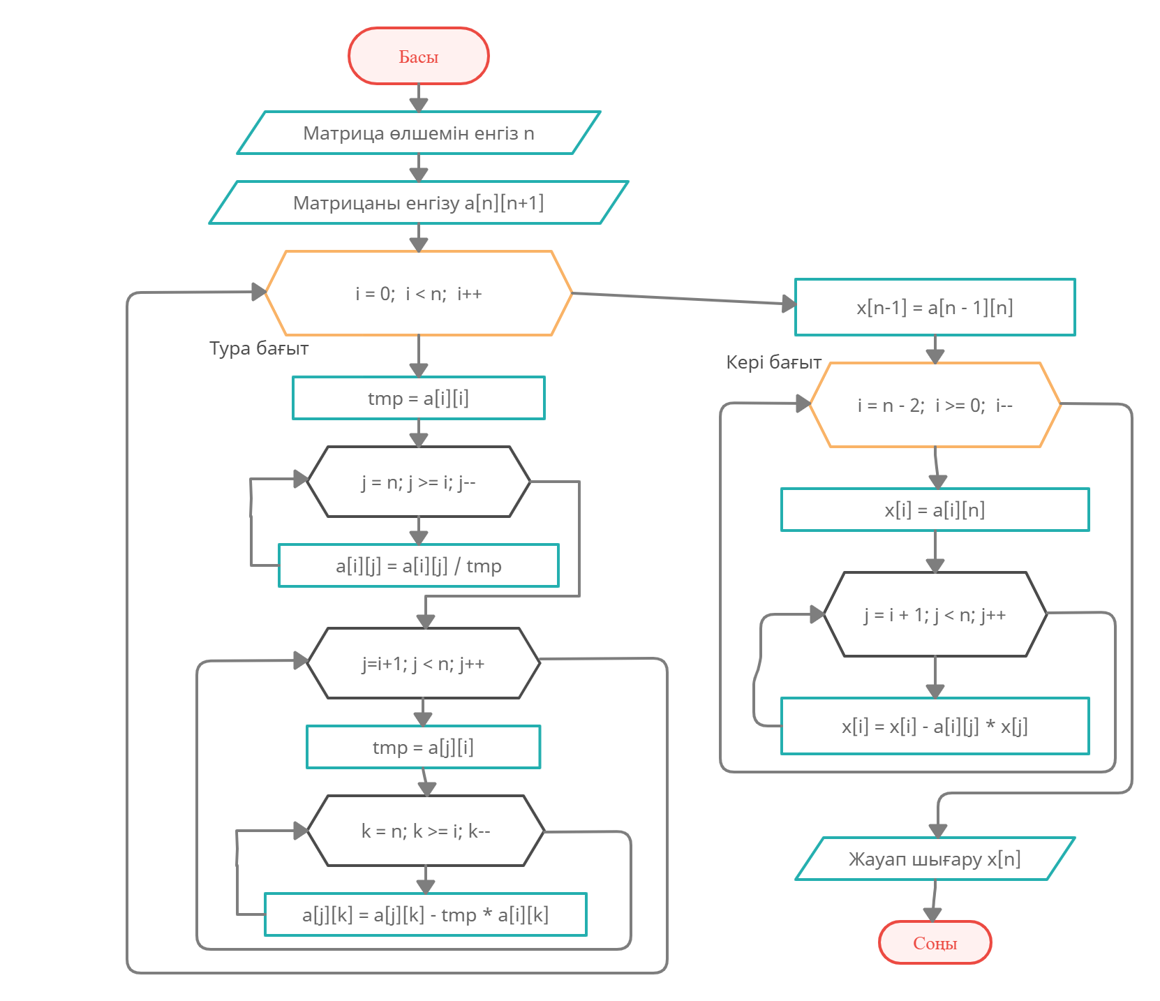 Басы
Матрица өлшемін енгіз n
Матрицаны енгізу a[n][n+1]
i = 0;  i < n;  i++
Тура бағыт
tmp = a[i][i]
j = n; j >= i; j--
a[i][j] = a[i][j] / tmp
j=i+1; j < n; j++
tmp = a[j][i]
k = n; k >= i; k--
a[j][k] = a[j][k] - tmp * a[i][k]
x[n-1] = a[n - 1][n]
Кері бағыт
i = n - 2;  i >= 0;  i--
x[i] = a[i][n]
j = i + 1; j < n; j++
x[i] = x[i] - a[i][j] * x[j]
Жауап шығару x[n]
Соңы